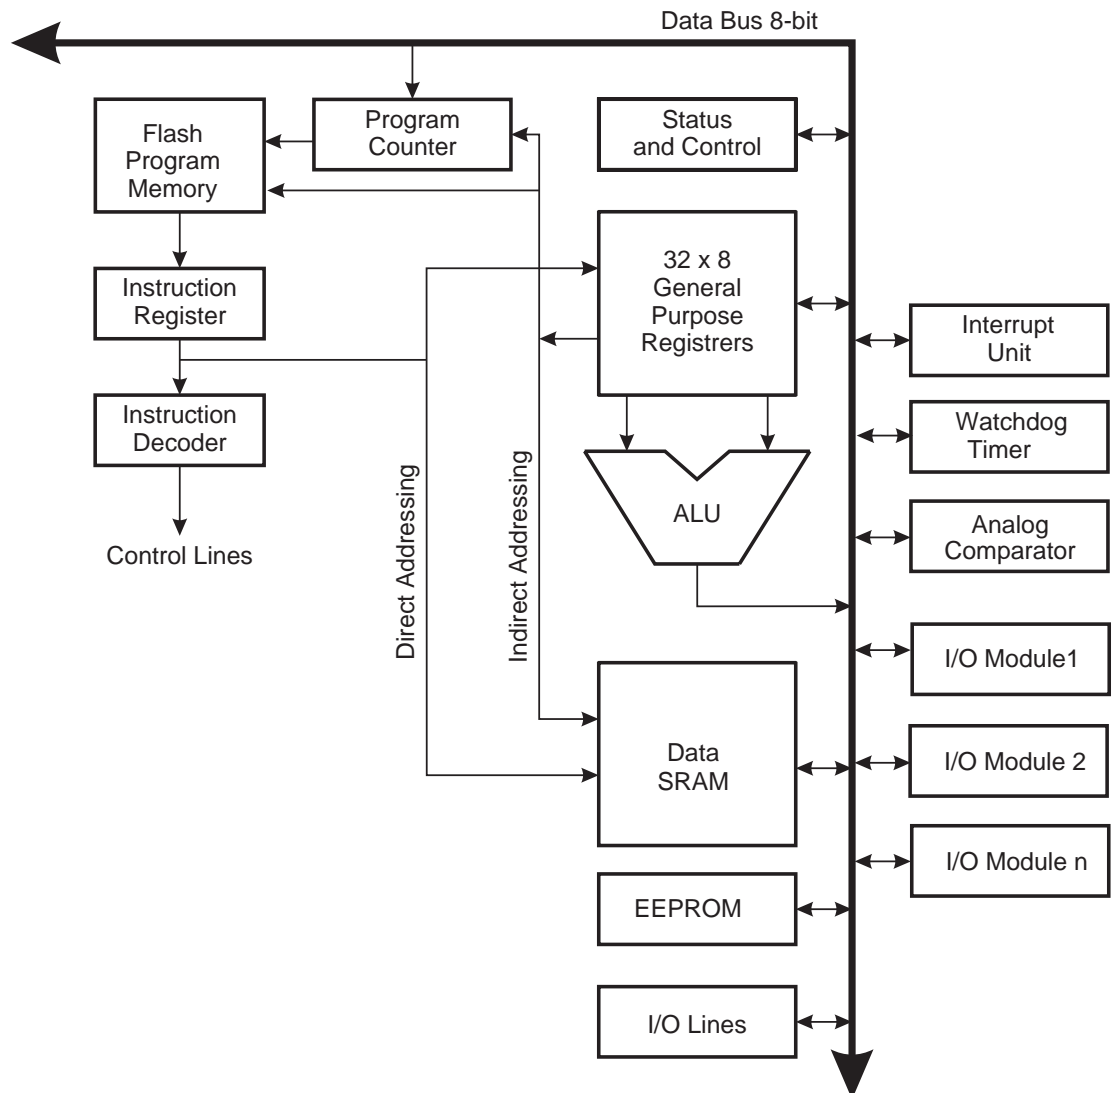 Data Bus 8-bit
Flash
Program
Memory
Program
Counter
Status
and Control
32 x 8
General
Purpose
Registrers
Instruction
Register
Instruction
Decoder
Control Lines
Direct Addressing
Indirect Addressing
ALU
Interrupt
Unit
Watchdog
Timer
Analog
Comparator
I/O Module1
Data
SRAM
I/O Module 2
I/O Module n
EEPROM
I/O Lines